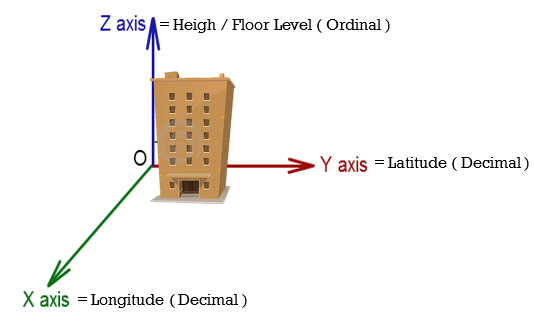 Z axis = Heigh / Floor Level ( Ordinal )
O
Y axis = Latitude ( Decimal )
X axis = Longitude ( Decimal )